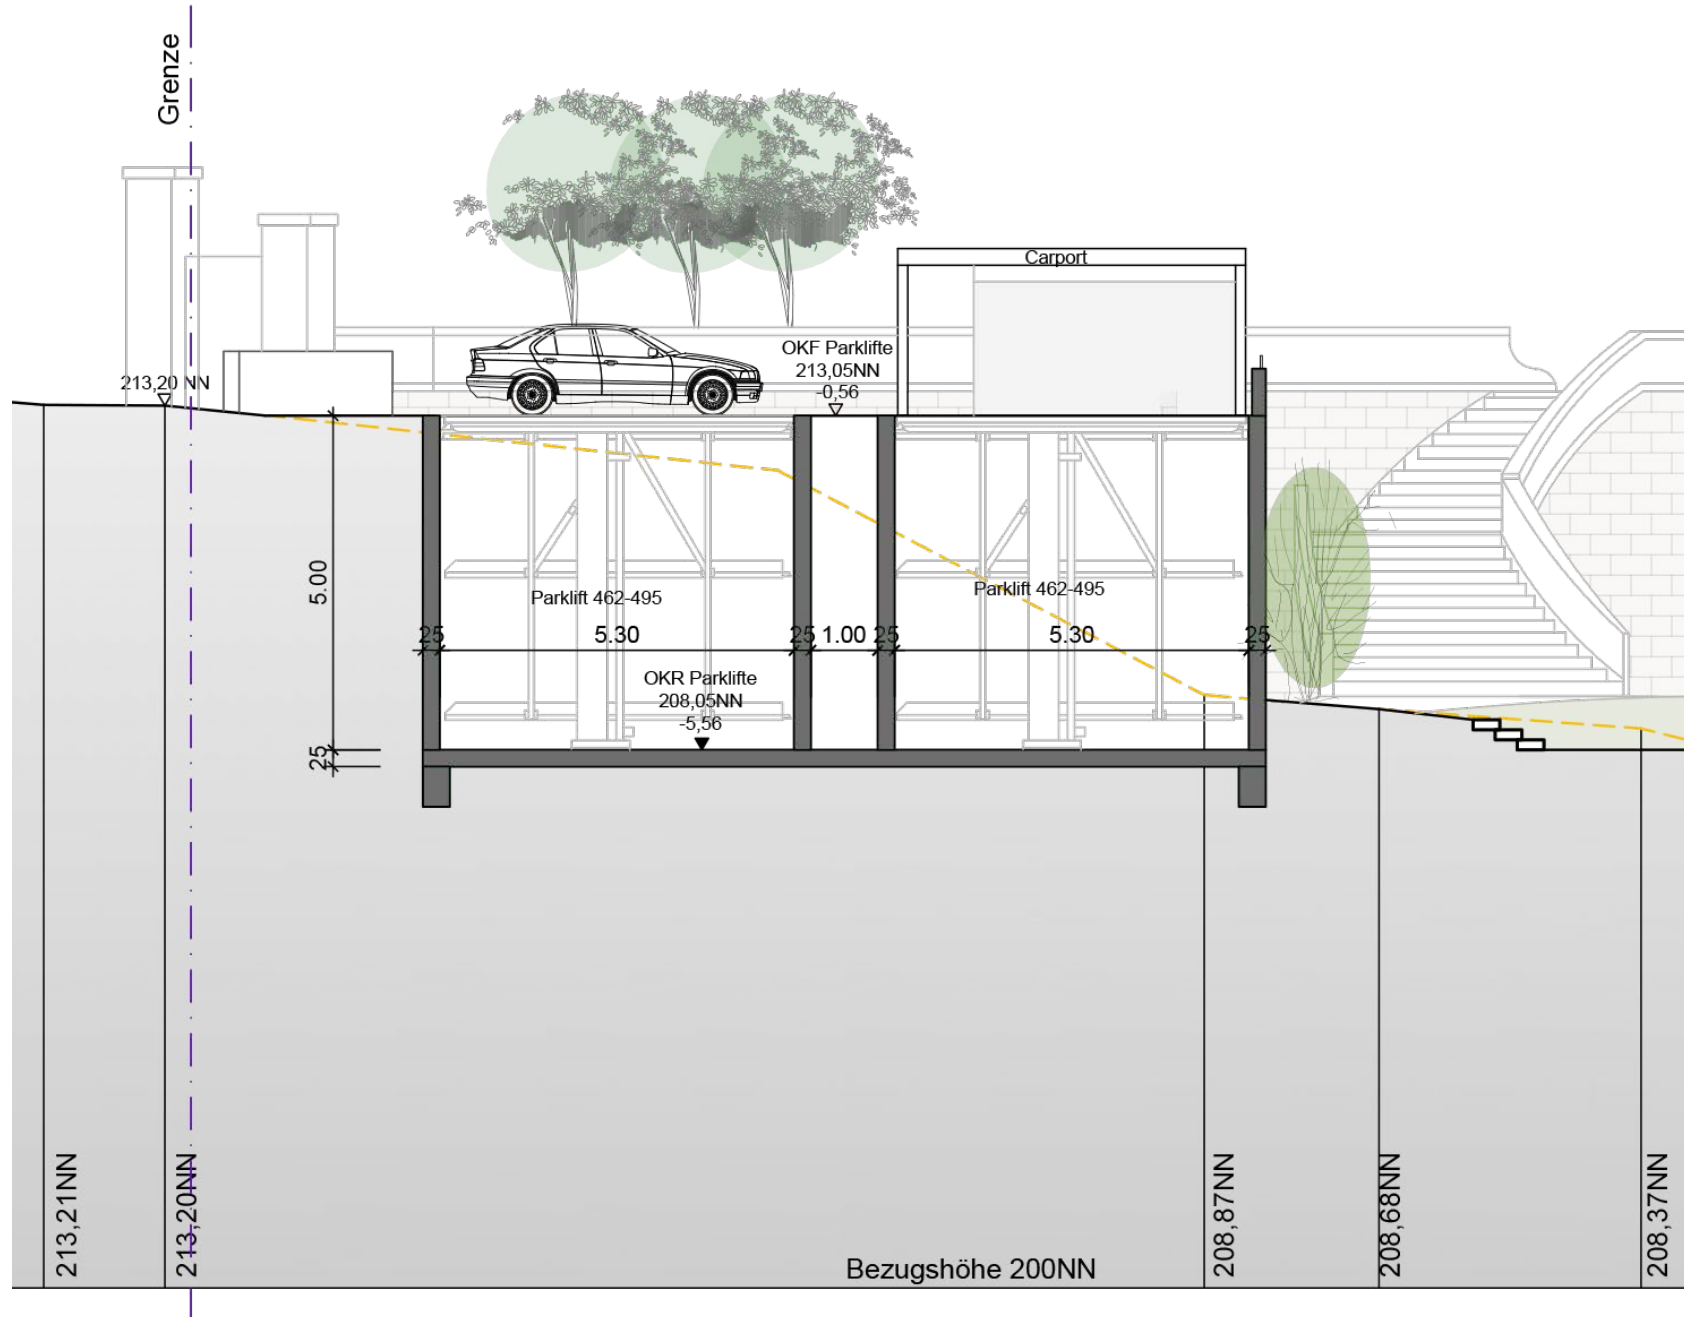 Grenze
Carport
OKF Parklifte
213,05NN
-0,56
213,20 NN
5.00
Parklift 462-495
Parklift 462-495
25
5.30
25
1.00
25
5.30
25
OKR Parklifte
208,05NN
-5,56
25
213,21NN
213,20NN
208,87NN
208,68NN
208,37NN
Bezugshöhe 200NN